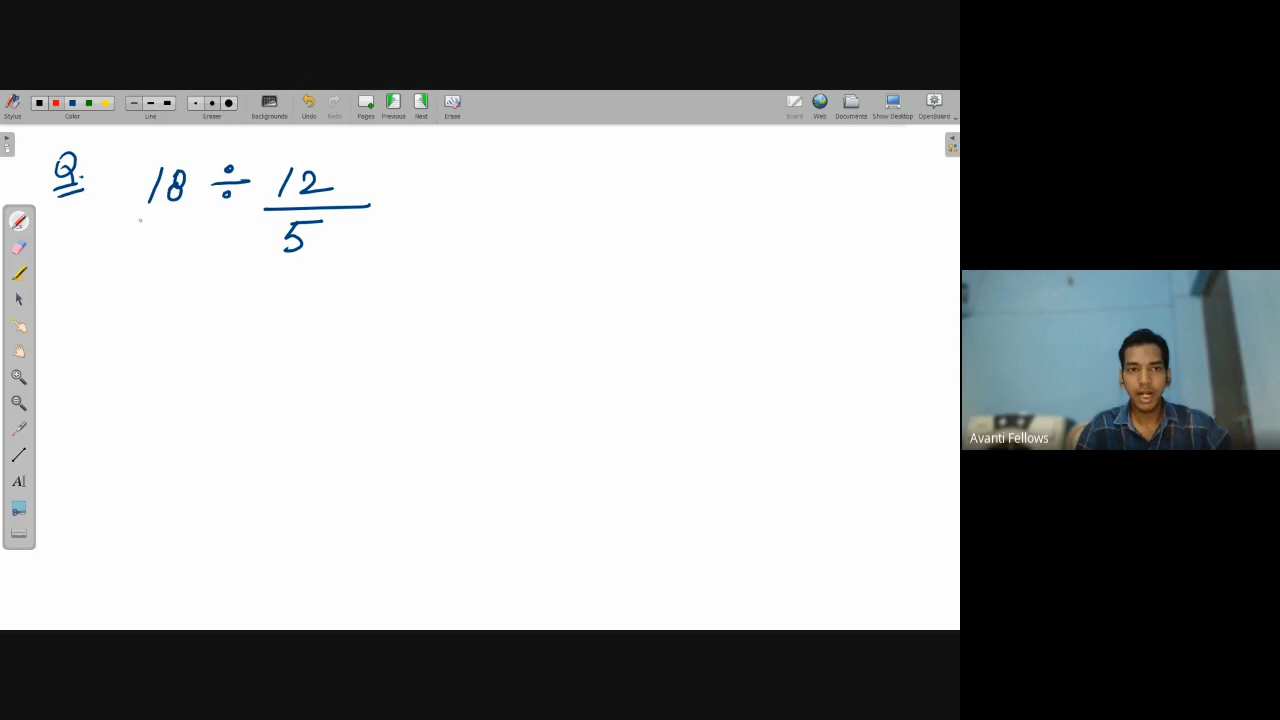 Stylus Color Line Eraser Backgrounds Undo Redo Pages Previous Next Erase Board Web Documents Show Desktop OpenBoard
Q. 18 ÷ 12
5
Avanti Fellows